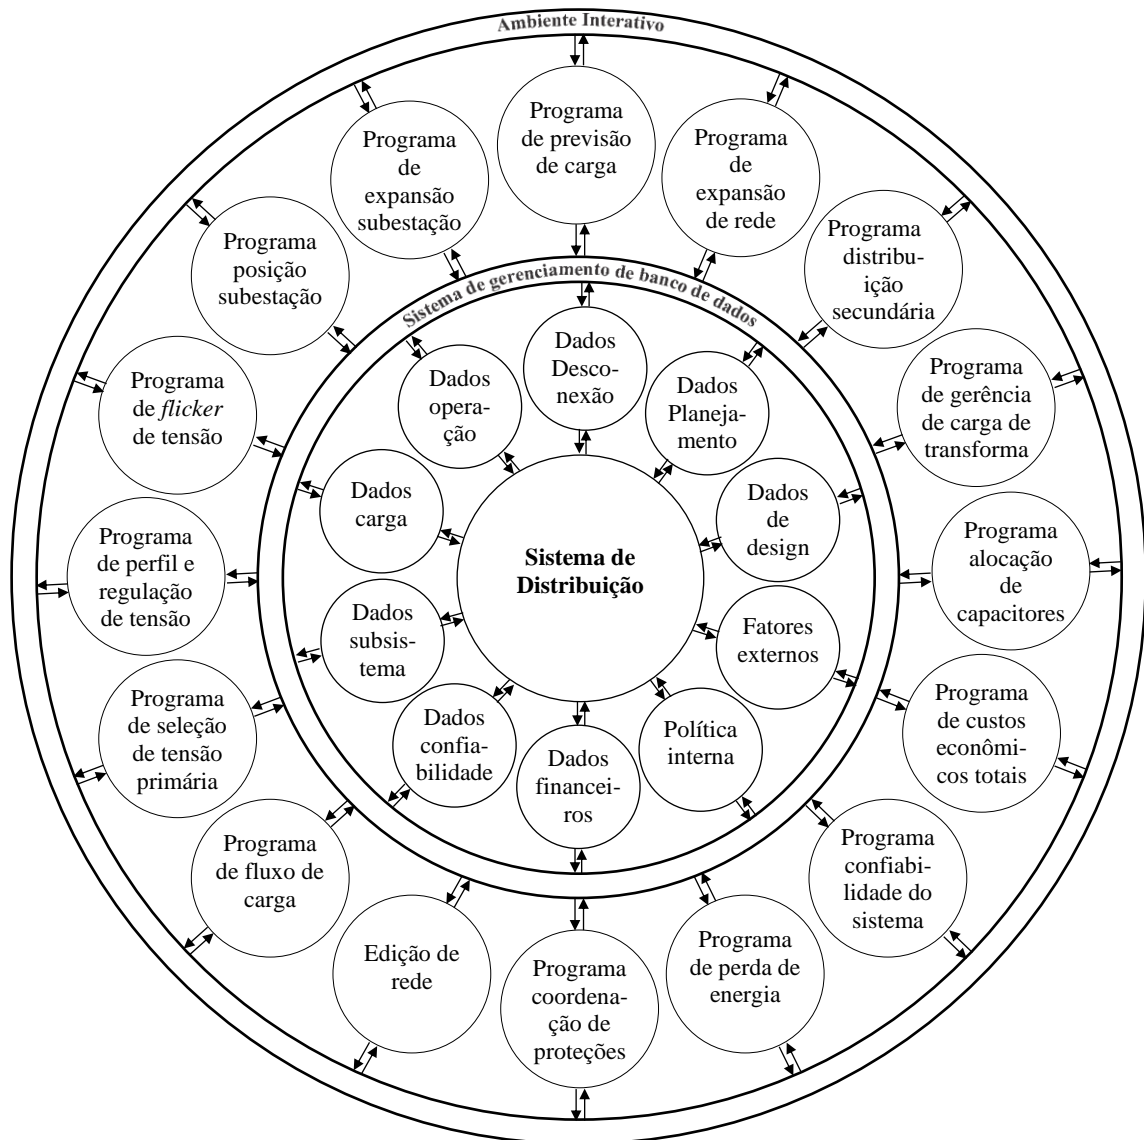 Ambiente Interativo
Programa
de previsão
de carga
Programa
de
expansão
de rede
Programa
distribu-
ição
secundária
Programa
de gerência
de carga de
transforma
Programa
alocação
de
capacitores
Programa
de custos
econômi-
cos totais
Programa
confiabi-
lidade do
sistema
Programa
de perda de
energia
Programa
coordena-
ção de
proteções
Edição de
rede
Programa
de fluxo de
carga
Programa
de seleção
de tensão
primária
Programa
de perfil e
regulação
de tensão
Programa
de flicker
de tensão
Programa
posição
subestação
Programa
de
expansão
subestação
Sistema de gerenciamento de banco de dados
Dados
Desco-
nexão
Dados
Planeja-
mento
Dados
de
design
Fatores
externos
Política
interna
Dados
financei-
ros
Dados
confia-
bilidade
Dados
subsis-
tema
Dados
carga
Dados
opera-
ção
Sistema de
Distribuição